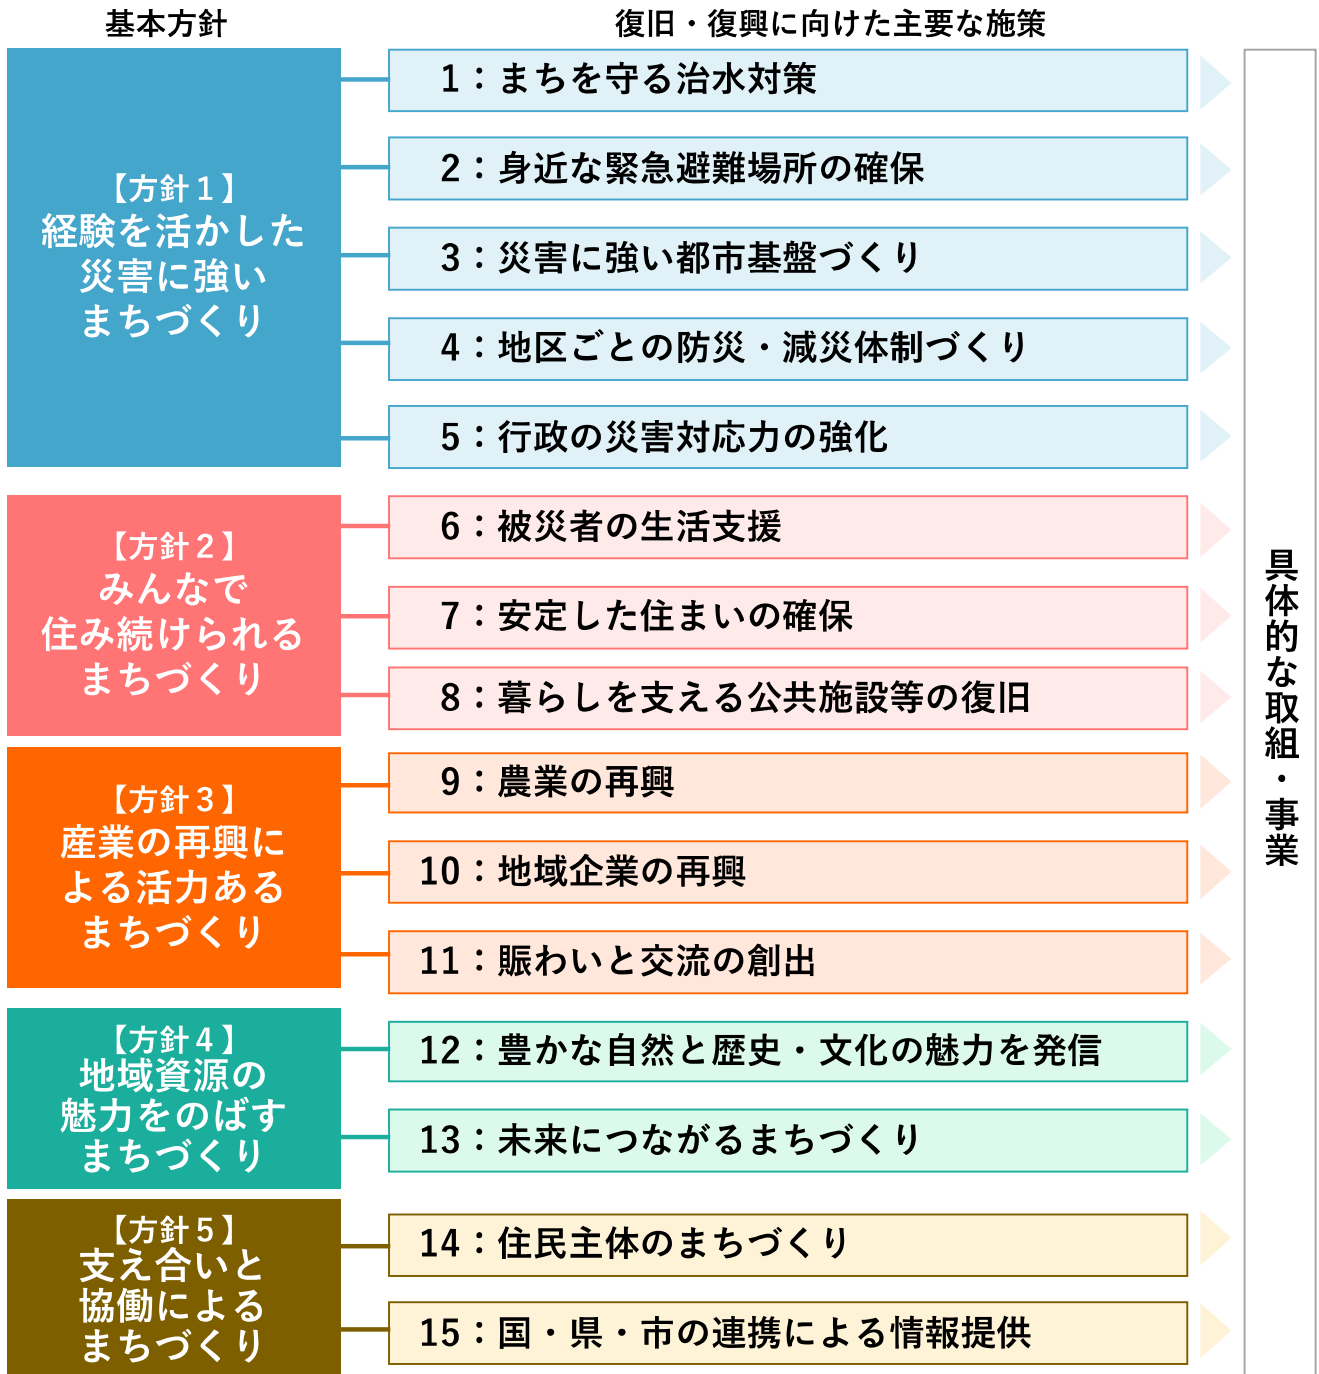 基本方針
復旧・復興に向けた主要な施策
【方針１】
経験を活かした
災害に強い
まちづくり
1：まちを守る治水対策
2：身近な緊急避難場所の確保
3：災害に強い都市基盤づくり
4：地区ごとの防災・減災体制づくり
5：行政の災害対応力の強化
【方針２】
みんなで
住み続けられる
まちづくり
6：被災者の生活支援
7：安定した住まいの確保
8：暮らしを支える公共施設等の復旧
【方針３】
産業の再興に
よる活力ある
まちづくり
9：農業の再興
10：地域企業の再興
11：賑わいと交流の創出
【方針４】
地域資源の
魅力をのばす
まちづくり
12：豊かな自然と歴史・文化の魅力を発信
13：未来につながるまちづくり
【方針５】
支え合いと
協働による
まちづくり
14：住民主体のまちづくり
15：国・県・市の連携による情報提供
具体的な取組・事業